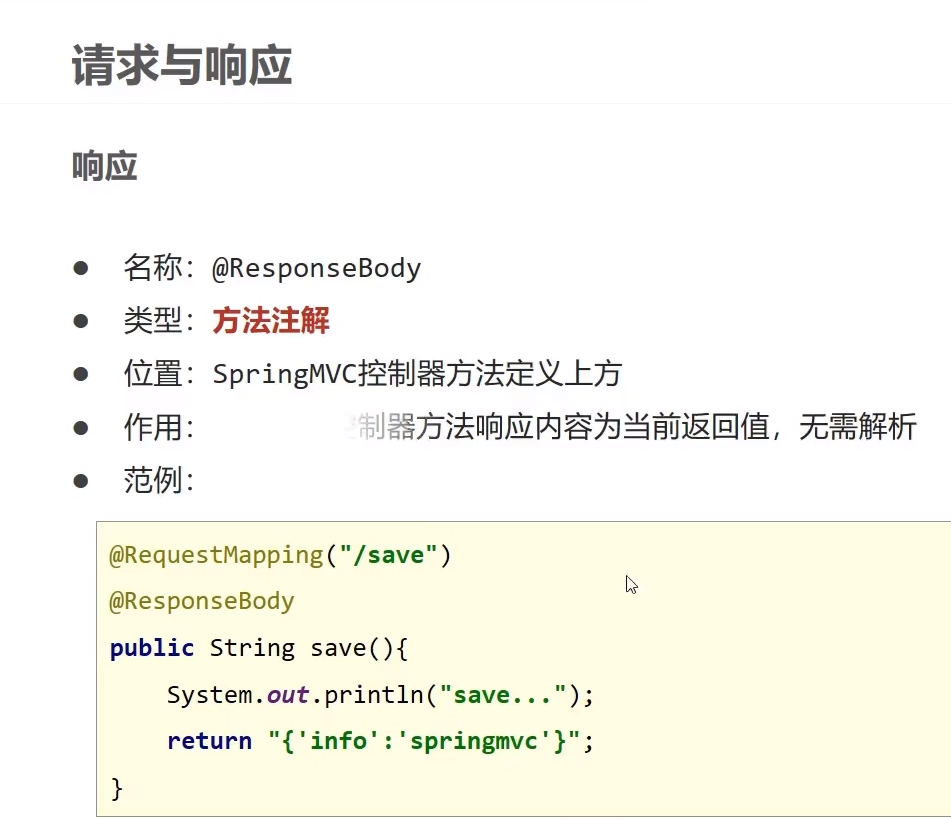 请求与响应
响应
● 名称：@ResponseBody
● 类型：方法注解
● 位置：SpringMVC控制器方法定义上方
● 作用：制器方法响应内容为当前返回值，无需解析
● 范例：
@RequestMapping("/save")
@ResponseBody
public String save(){
    System.out.println("save...");
    return "{'info':'springmvc'}";
}